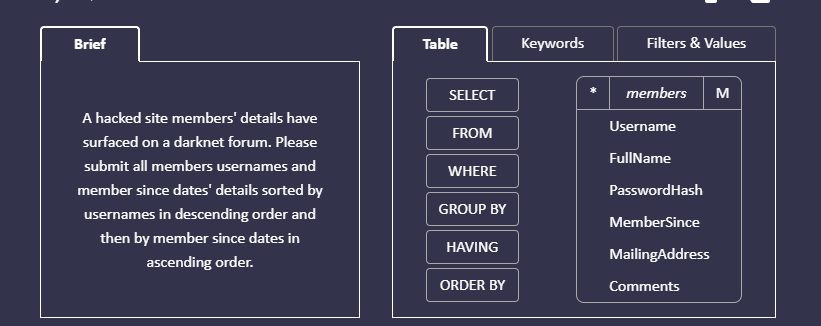 Brief
A hacked site members' details have
surfaced on a darknet forum. Please
submit all members usernames and
member since dates' details sorted by
usernames in descending order and
then by member since dates in
ascending order.
Table
Keywords
Filters & Values
SELECT
FROM
WHERE
GROUP BY
HAVING
ORDER BY
* members M
Username
FullName
PasswordHash
MemberSince
MailingAddress
Comments